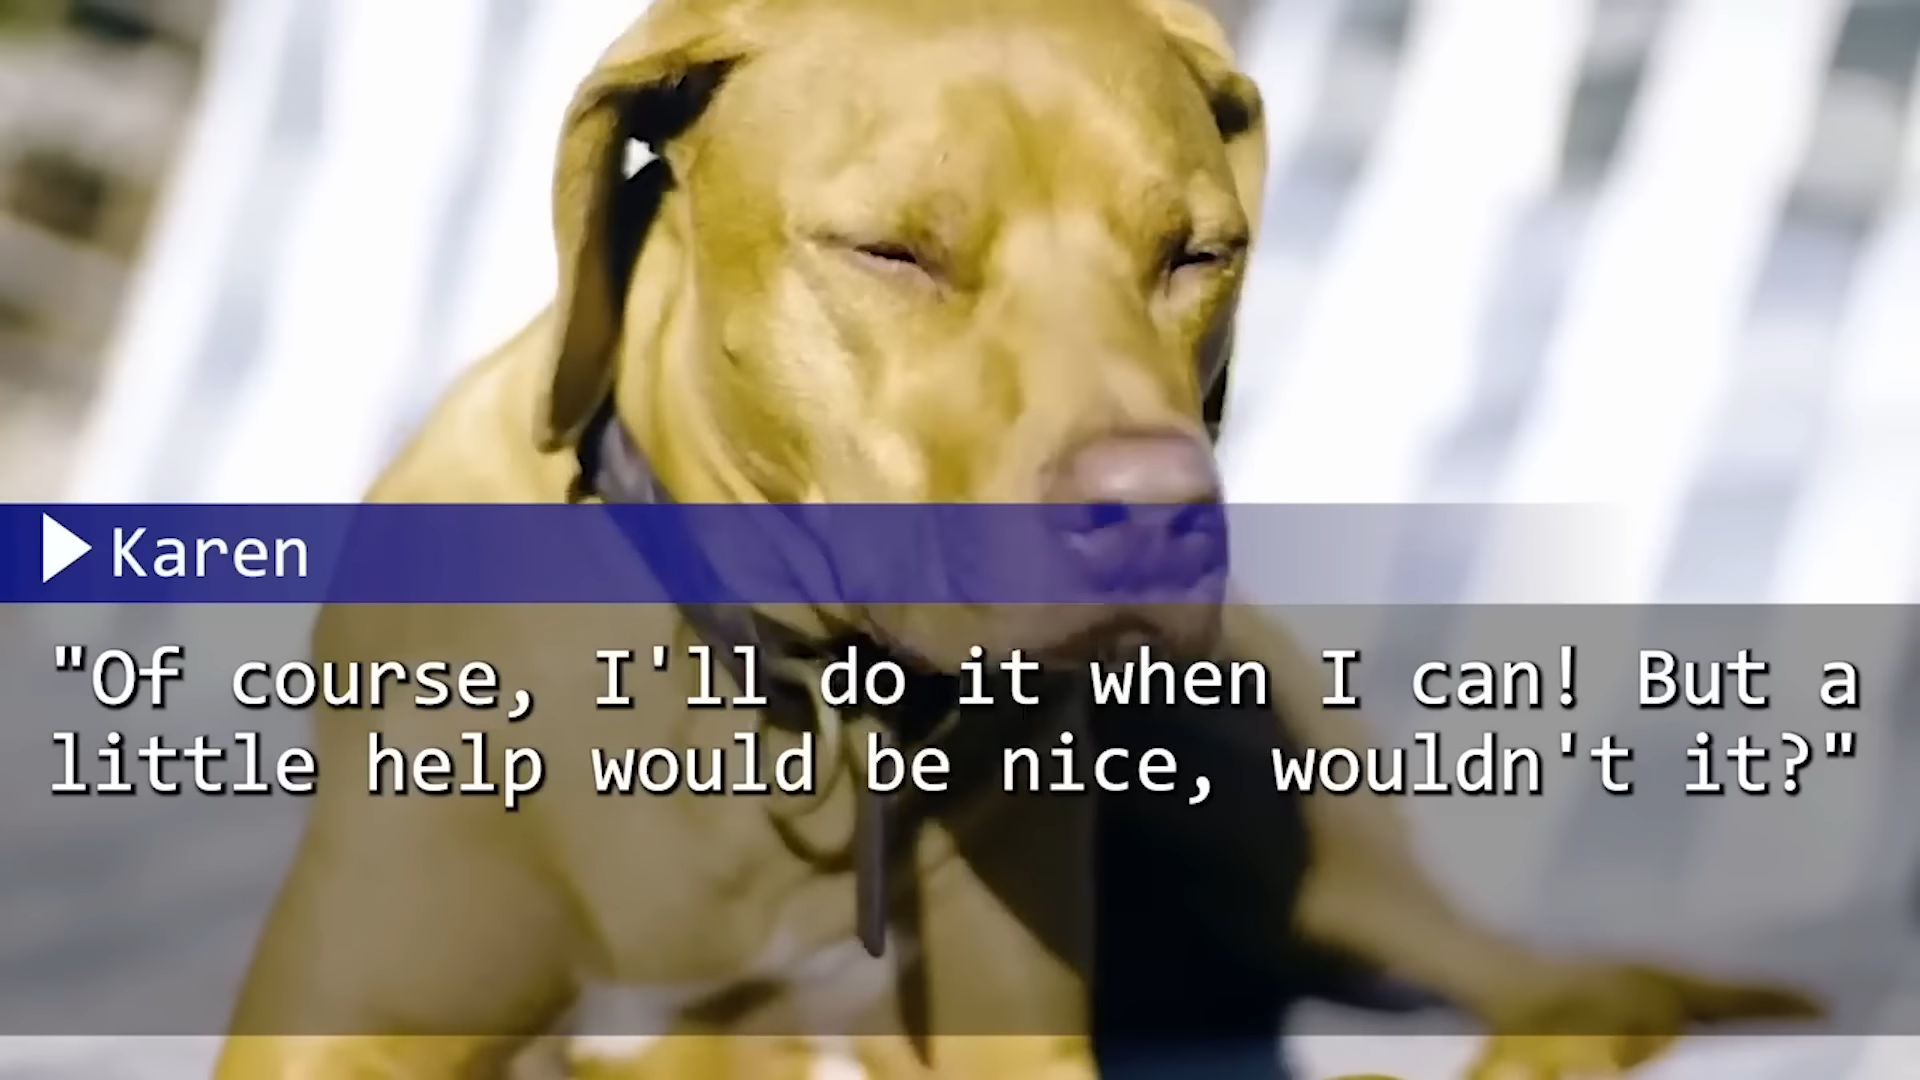 Karen
"Of course, I'll do it when I can! But a
little help would be nice, wouldn't it?"